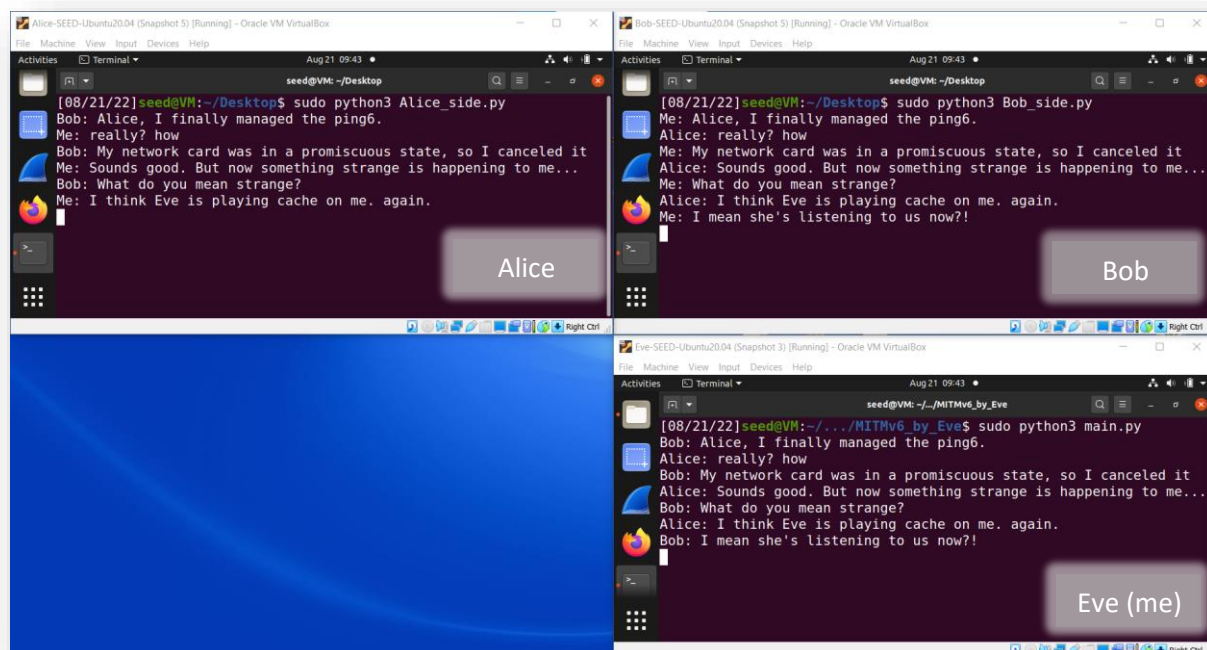 Alice-SEED-Ubuntu20.04 (Snapshot 5) [Running] - Oracle VM VirtualBox
File Machine View Input Devices Help
Activities Terminal Aug 21 09:43
seed@VM: ~/Desktop
[08/21/22]seed@VM:~/Desktop$ sudo python3 Alice_side.py
Bob: Alice, I finally managed the ping6.
Me: really? how
Bob: My network card was in a promiscuous state, so I canceled it
Me: Sounds good. But now something strange is happening to me...
Bob: What do you mean strange?
Me: I think Eve is playing cache on me. again.
Alice
Right Ctrl
Bob-SEED-Ubuntu20.04 (Snapshot 5) [Running] - Oracle VM VirtualBox
File Machine View Input Devices Help
Activities Terminal Aug 21 09:43
seed@VM: ~/Desktop
[08/21/22]seed@VM:~/Desktop$ sudo python3 Bob_side.py
Me: Alice, I finally managed the ping6.
Alice: really? how
Me: My network card was in a promiscuous state, so I canceled it
Alice: Sounds good. But now something strange is happening to me...
Me: What do you mean strange?
Alice: I think Eve is playing cache on me. again.
Me: I mean she's listening to us now?!
Bob
Right Ctrl
Eve-SEED-Ubuntu20.04 (Snapshot 3) [Running] - Oracle VM VirtualBox
File Machine View Input Devices Help
Activities Terminal Aug 21 09:43
seed@VM: ~/.../MITMv6_by_Eve
[08/21/22]seed@VM:~/.../MITMv6_by_Eve$ sudo python3 main.py
Bob: Alice, I finally managed the ping6.
Alice: really? how
Bob: My network card was in a promiscuous state, so I canceled it
Alice: Sounds good. But now something strange is happening to me...
Bob: What do you mean strange?
Alice: I think Eve is playing cache on me. again.
Bob: I mean she's listening to us now?!
Eve (me)
Right Ctrl